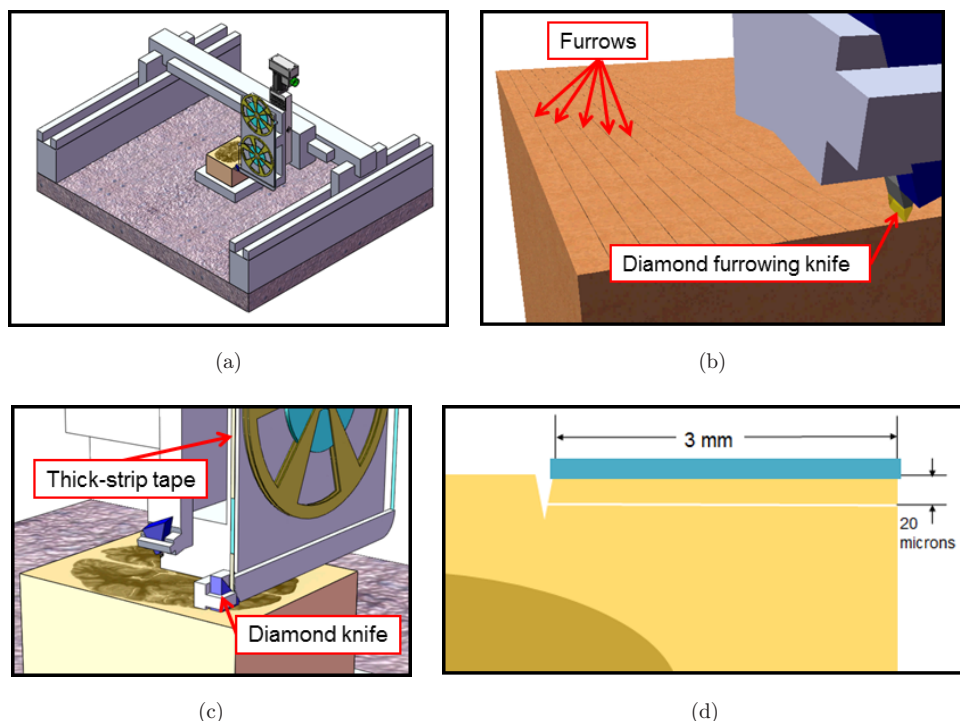 Furrows
Diamond furrowing knife
(a)
(b)
Thick-strip tape
Diamond knife
3 mm
20
microns
(c)
(d)